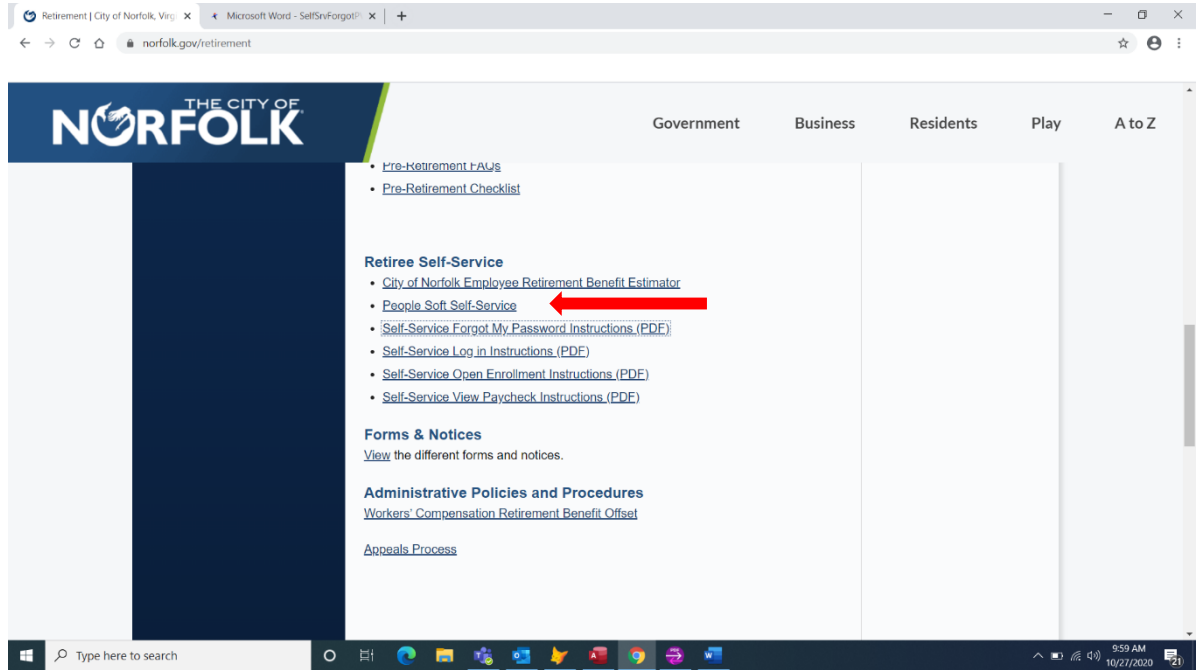 Retirement | City of Norfolk, Virg
Microsoft Word - SelfSrvForgotP
norfolk.gov/retirement
THE CITY OF
NORFOLK
Government
Business
Residents
Play
A to Z
Pre-Retirement FAQs
Pre-Retirement Checklist
Retiree Self-Service
City of Norfolk Employee Retirement Benefit Estimator
People Soft Self-Service
Self-Service Forgot My Password Instructions (PDF)
Self-Service Log in Instructions (PDF)
Self-Service Open Enrollment Instructions (PDF)
Self-Service View Paycheck Instructions (PDF)
Forms & Notices
View the different forms and notices.
Administrative Policies and Procedures
Workers' Compensation Retirement Benefit Offset
Appeals Process
Type here to search
9:59 AM
10/27/2020
21